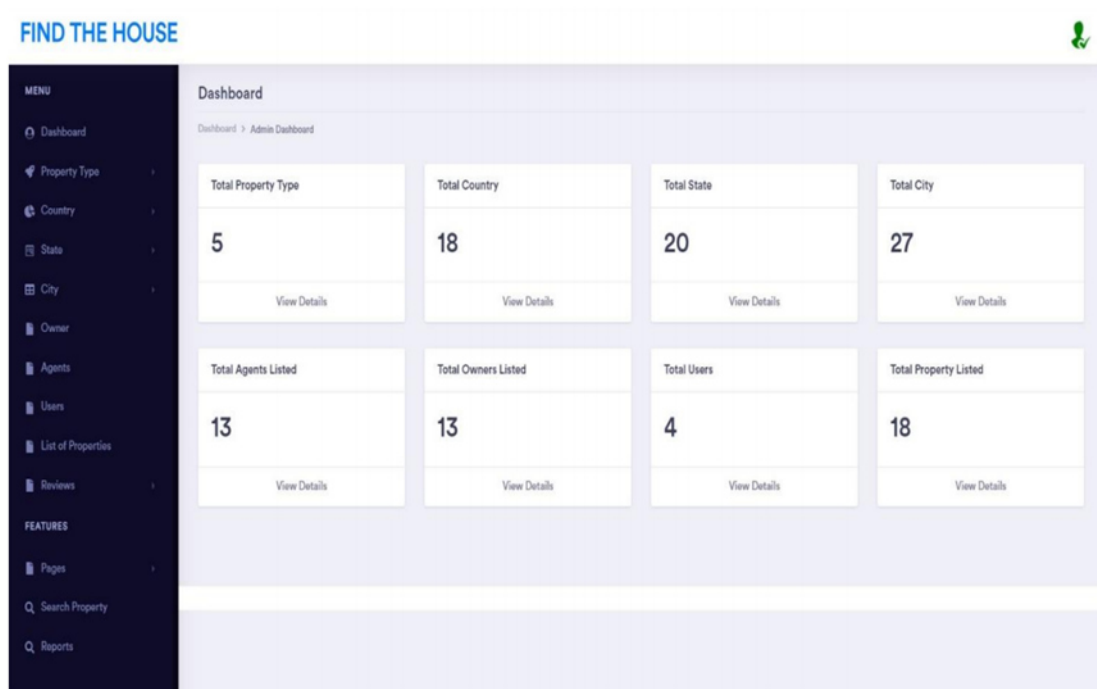 FIND THE HOUSE
MENU
Dashboard
Property Type
Country
State
City
Owner
Agents
Users
List of Properties
Reviews
FEATURES
Pages
Search Property
Reports
Dashboard
Dashboard > Admin Dashboard
Total Property Type
5
View Details
Total Country
18
View Details
Total State
20
View Details
Total City
27
View Details
Total Agents Listed
13
View Details
Total Owners Listed
13
View Details
Total Users
4
View Details
Total Property Listed
18
View Details